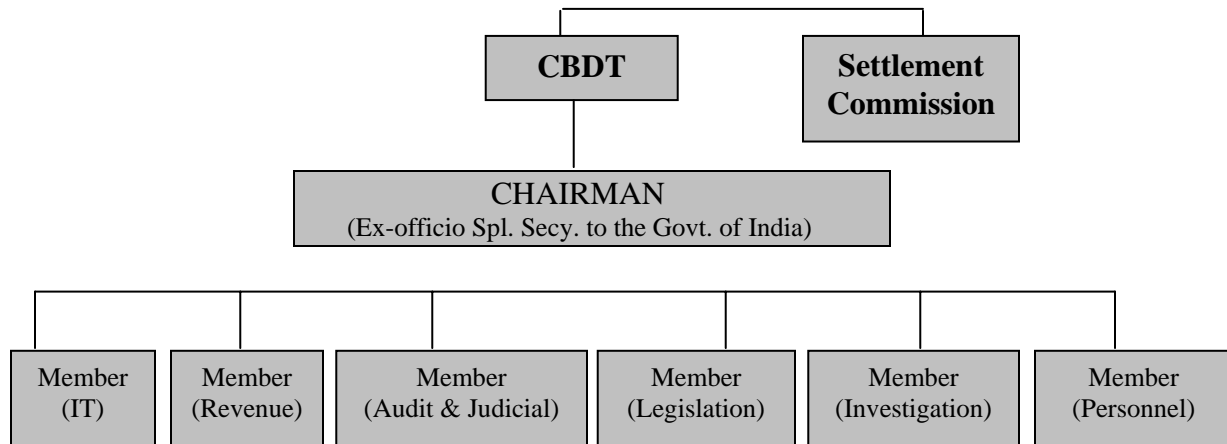 CBDT
Settlement
Commission
CHAIRMAN
(Ex-officio Spl. Secy. to the Govt. of India)
Member
(IT)
Member
(Revenue)
Member
(Audit & Judicial)
Member
(Legislation)
Member
(Investigation)
Member
(Personnel)